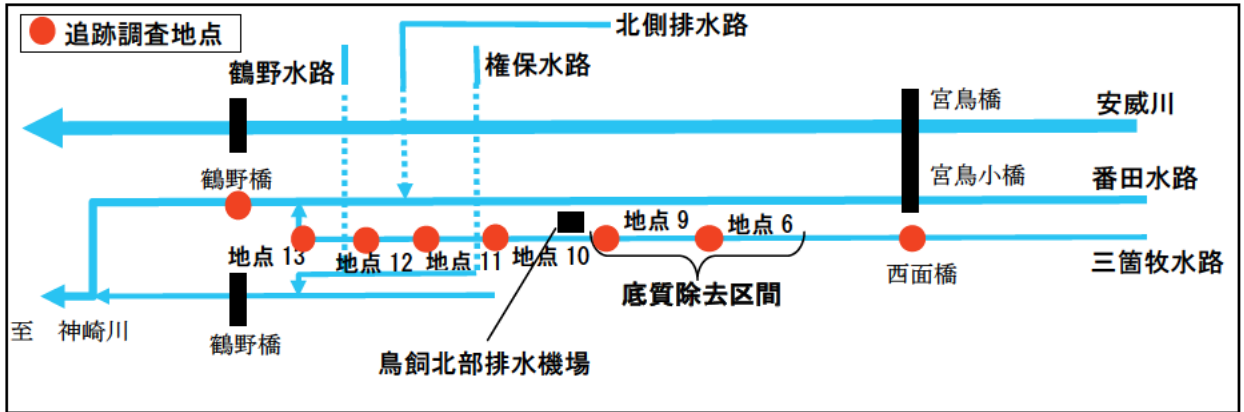 追跡調査地点
北側排水路
鶴野水路
権保水路
宮鳥橋
安威川
鶴野橋
宮鳥小橋
番田水路
地点 9
地点 6
地点 13
地点 12
地点 11
地点 10
西面橋
三箇牧水路
底質除去区間
至 神崎川
鶴野橋
鳥飼北部排水機場